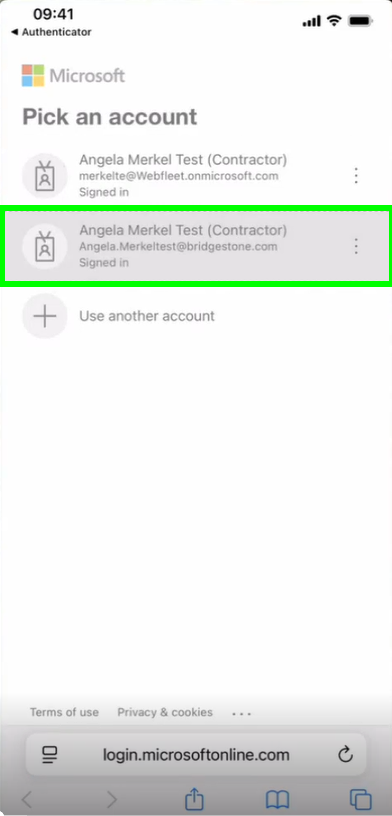 09:41
Authenticator
Microsoft
Pick an account
Angela Merkel Test (Contractor)
merkelte@Webfleet.onmicrosoft.com
Signed in
Angela Merkel Test (Contractor)
Angela.Merkeltest@bridgestone.com
Signed in
Use another account
Terms of use Privacy & cookies ...
login.microsoftonline.com